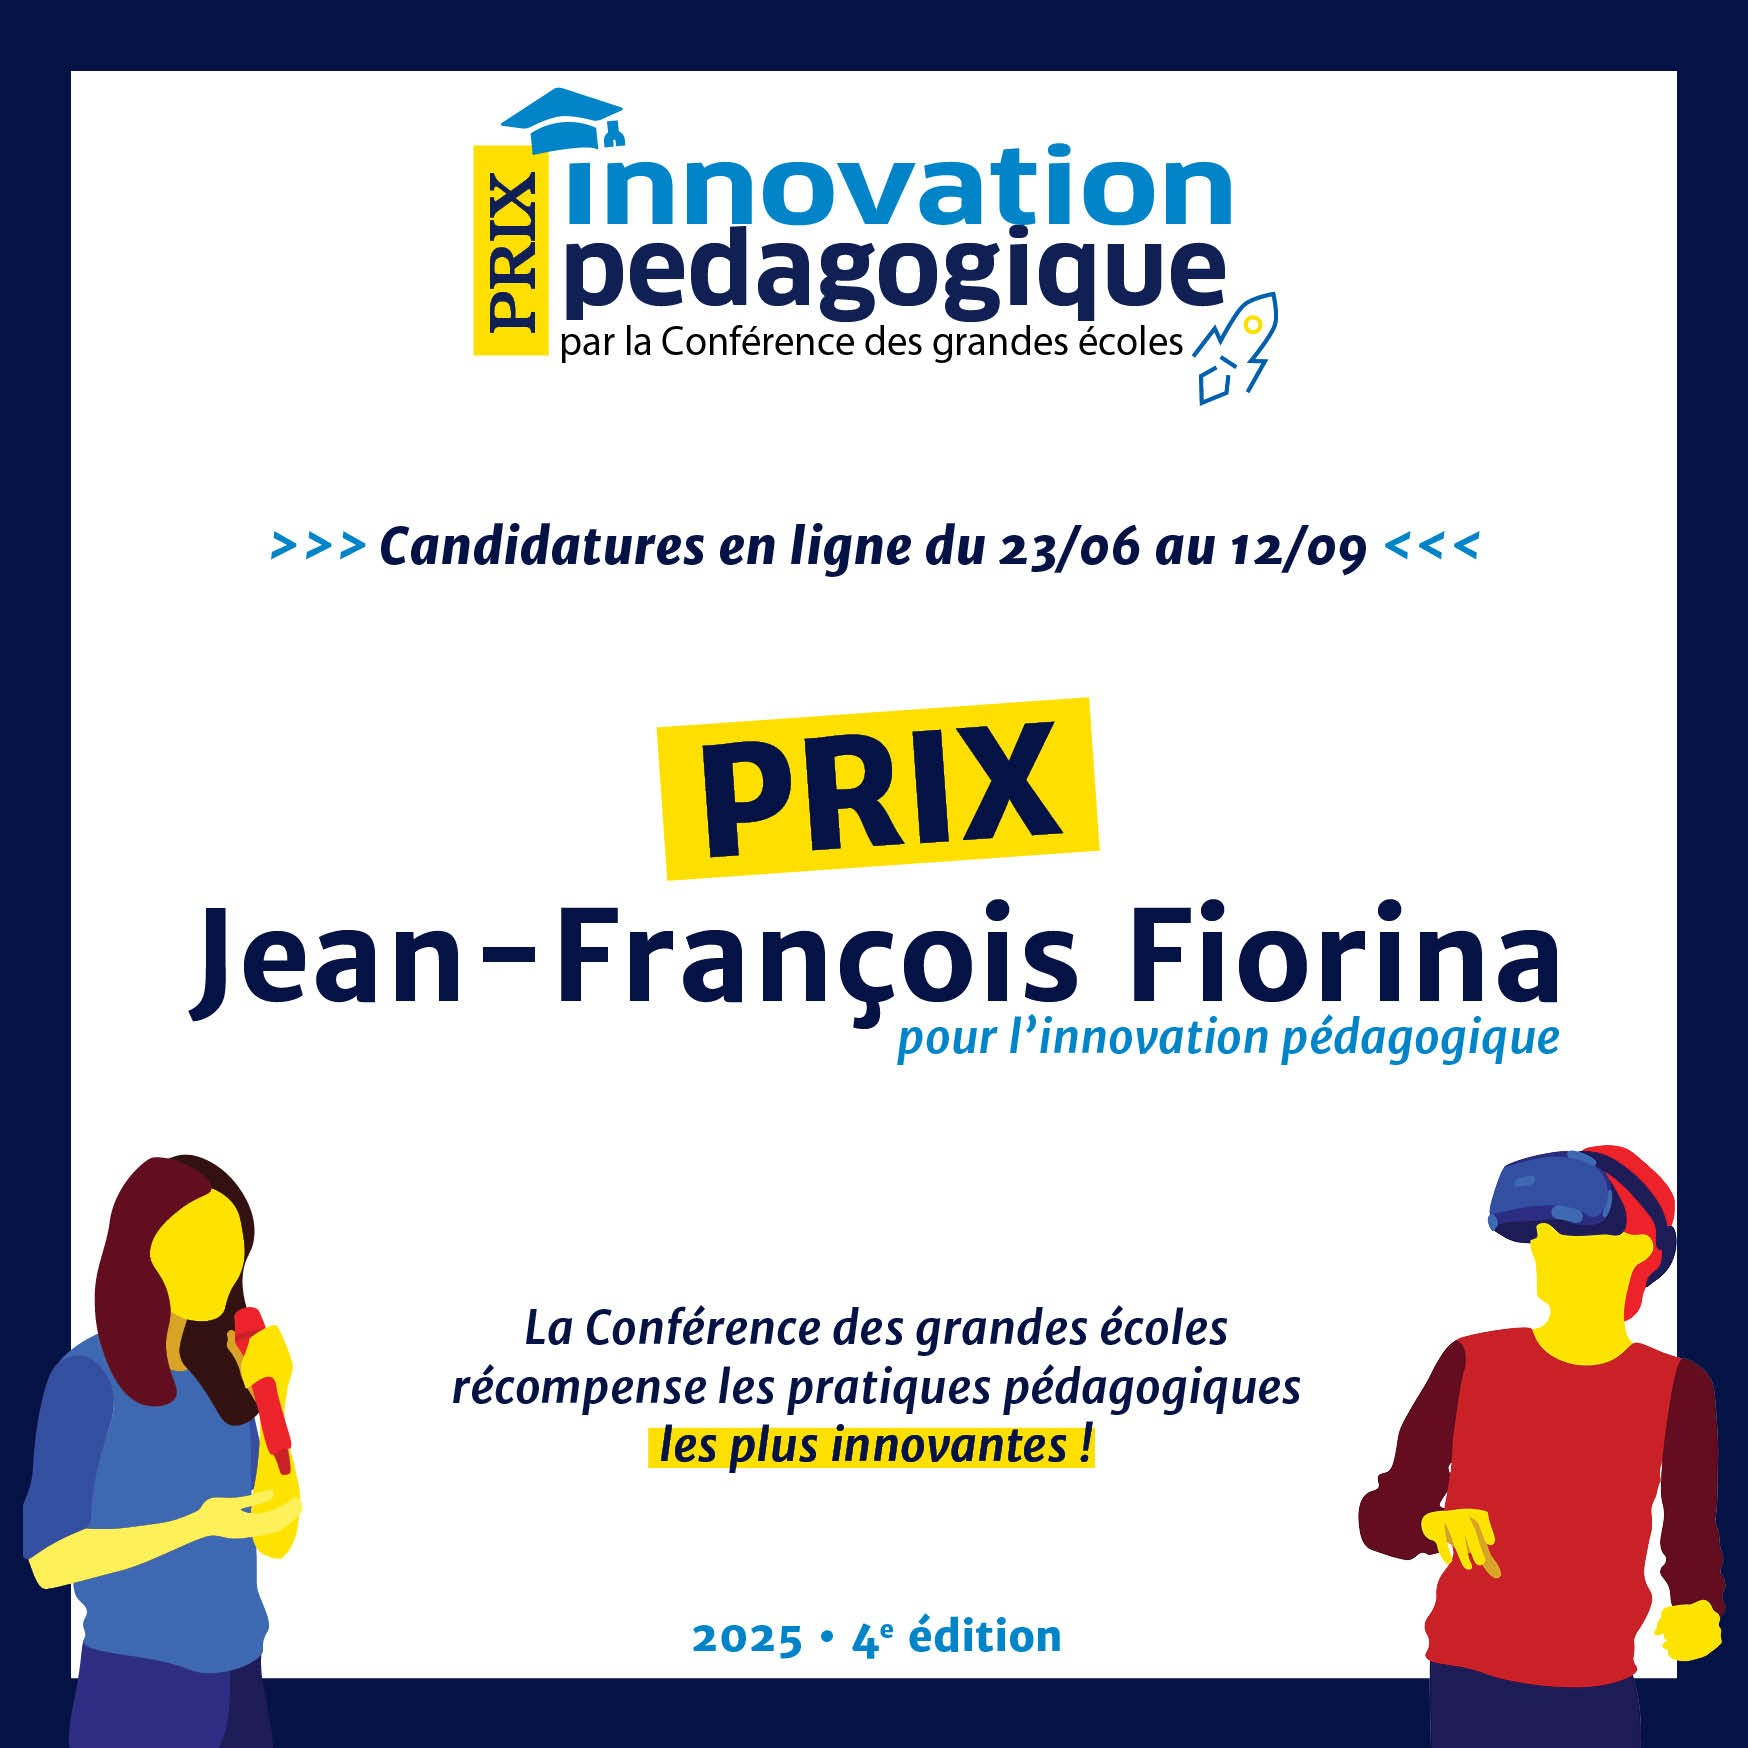 PRIX
innovation
pedagogique
par la Conférence des grandes écoles
>>> Candidatures en ligne du 23/06 au 12/09 <<<
PRIX
Jean-François Fiorina
pour l'innovation pédagogique
La Conférence des grandes écoles
récompense les pratiques pédagogiques
les plus innovantes !
2025 • 4e édition